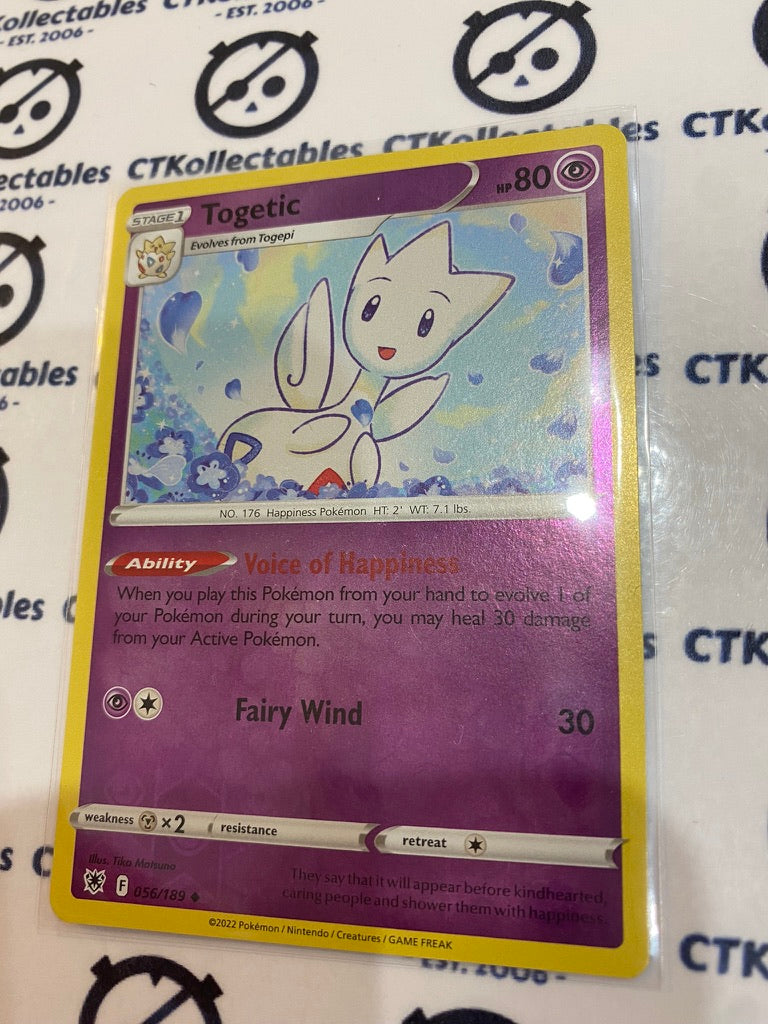 Kollectables
- EST. 2006 -
- EST. 2006 -
ectables
2006 -
CTKollectables
CTKollectables
CTK
STAGE 1
Togetic
HP 80
Evolves from Togepi
ables
es
CTK
NO. 176 Happiness Pokémon HT: 2' WT: 7.1 lbs.
Ability
Voice of Happiness
When you play this Pokémon from your hand to evolve 1 of
your Pokémon during your turn, you may heal 30 damage
from your Active Pokémon.
les
CTK
Fairy Wind
30
weakness ×2
resistance
retreat
Illus. Tika Matsuno
F
056/189
They say that it will appear before kindhearted,
caring people and shower them with happiness.
©2022 Pokémon / Nintendo / Creatures / GAME FREAK
EST. 2006 -
CTK